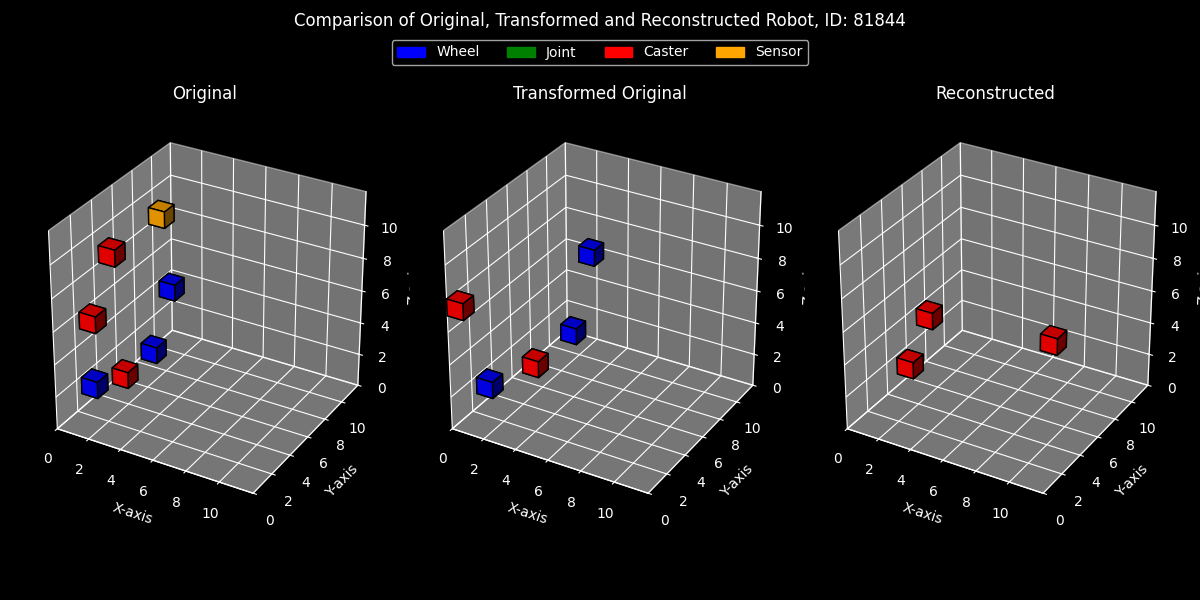 Comparison of Original, Transformed and Reconstructed Robot, ID: 81844
Wheel Joint Caster Sensor
Original
0 2 4 6 8 10
X-axis
0 2 4 6 8 10
Y-axis
0 2 4 6 8 10
Transformed Original
0 2 4 6 8 10
X-axis
0 2 4 6 8 10
Y-axis
0 2 4 6 8 10
Reconstructed
0 2 4 6 8 10
X-axis
0 2 4 6 8 10
Y-axis
0 2 4 6 8 10